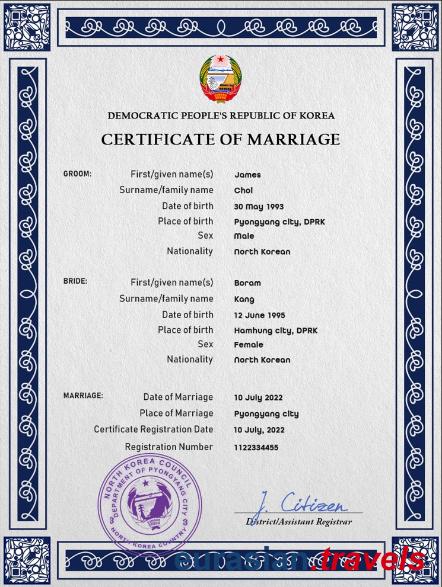 DEMOCRATIC PEOPLE'S REPUBLIC OF KOREA
CERTIFICATE OF MARRIAGE
GROOM: First/given name(s) James
Surname/family name Choi
Date of birth 30 May 1993
Place of birth Pyongyang city, DPRK
Sex Male
Nationality North Korean
BRIDE: First/given name(s) Boram
Surname/family name Kang
Date of birth 12 June 1995
Place of birth Hamhung city, DPRK
Sex Female
Nationality North Korean
MARRIAGE: Date of Marriage 10 July 2022
Place of Marriage Pyongyang city
Certificate Registration Date 10 July, 2022
Registration Number 1122334455
NORTH KOREA COUNCIL
DEPARTMENT OF PYONGYANG CITY
NORTH KOREA COUNTRY
J. Citizen
District/Assistant Registrar
eurasian.travels